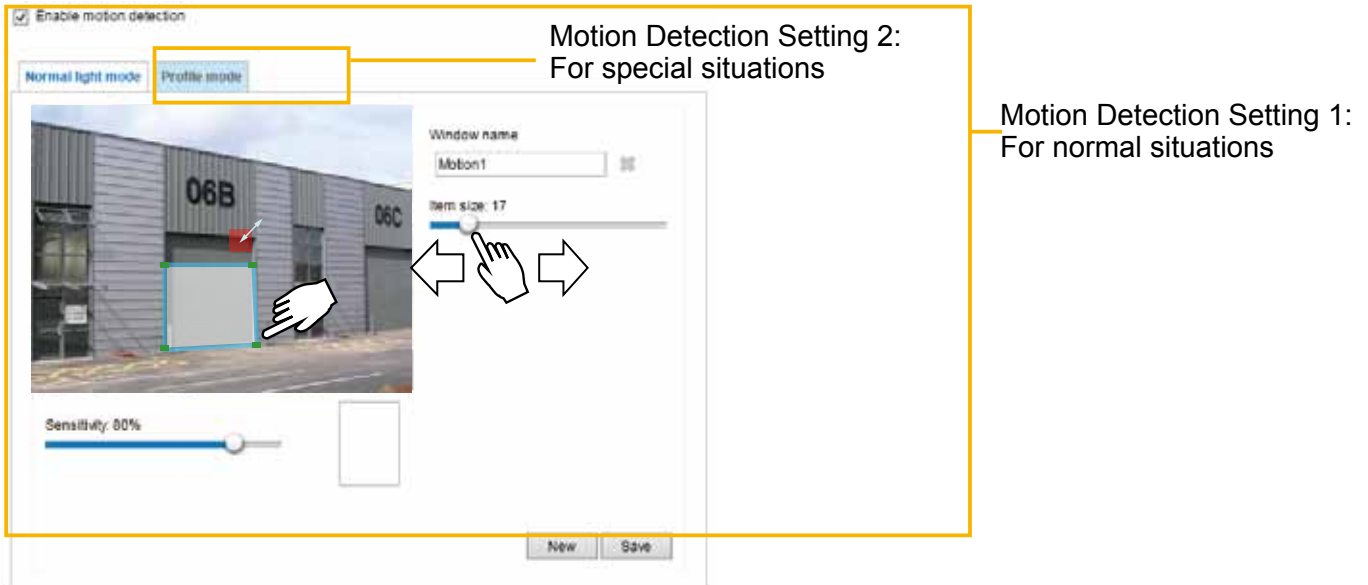 Enable motion detection
Motion Detection Setting 2:
For special situations
Normal light mode
Profile mode
Motion Detection Setting 1:
For normal situations
Window name
Motion1
06B
06C
Item size: 17
Sensitivity: 80%
New
Save